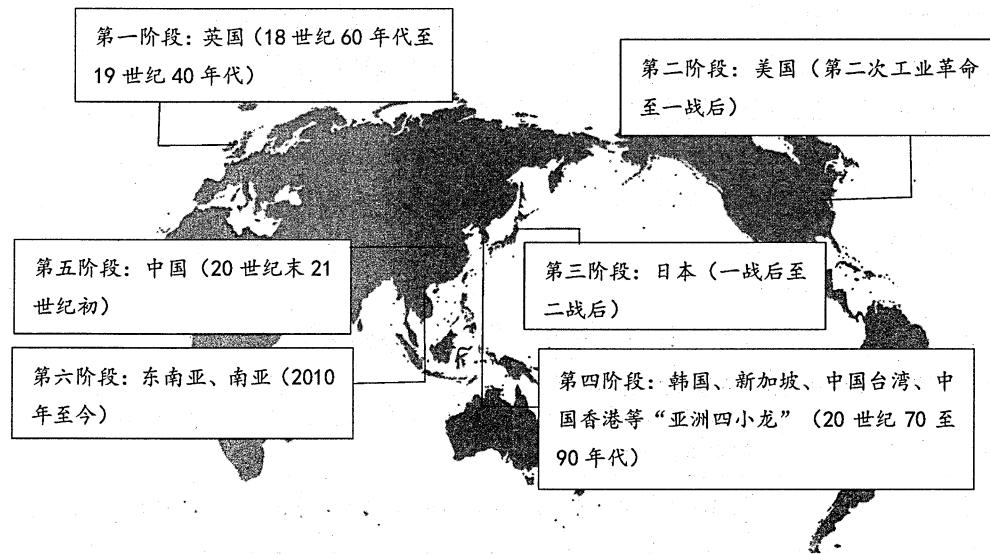 第一阶段：英国（18 世纪 60 年代至
19 世纪 40 年代）
第二阶段：美国（第二次工业革命
至一战后）
第五阶段：中国（20 世纪末 21
世纪初）
第三阶段：日本（一战后至
二战后）
第六阶段：东南亚、南亚（2010
年至今）
第四阶段：韩国、新加坡、中国台湾、中
国香港等“亚洲四小龙”（20 世纪 70 至
90 年代）